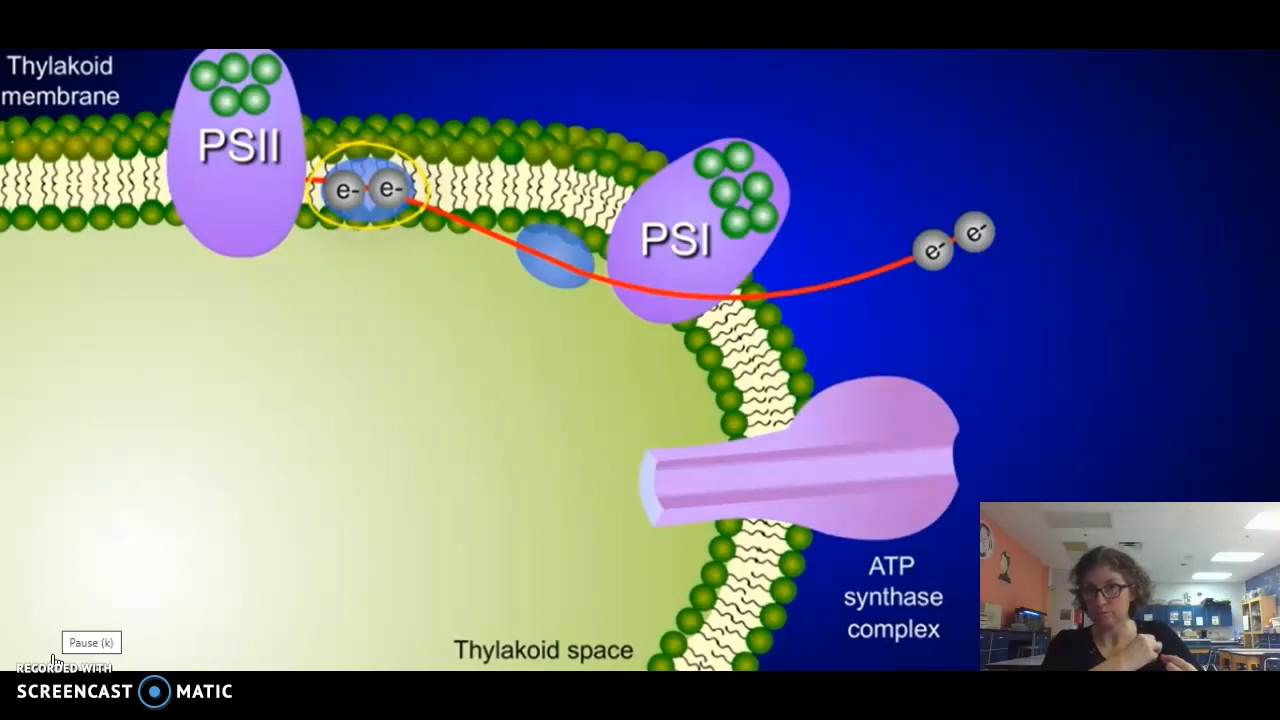 Thylakoid
membrane
PSII
e- e-
PSI
e- e-
ATP
synthase
complex
Thylakoid space
Pause (k)
RECORDED WITH
SCREENCAST MATIC